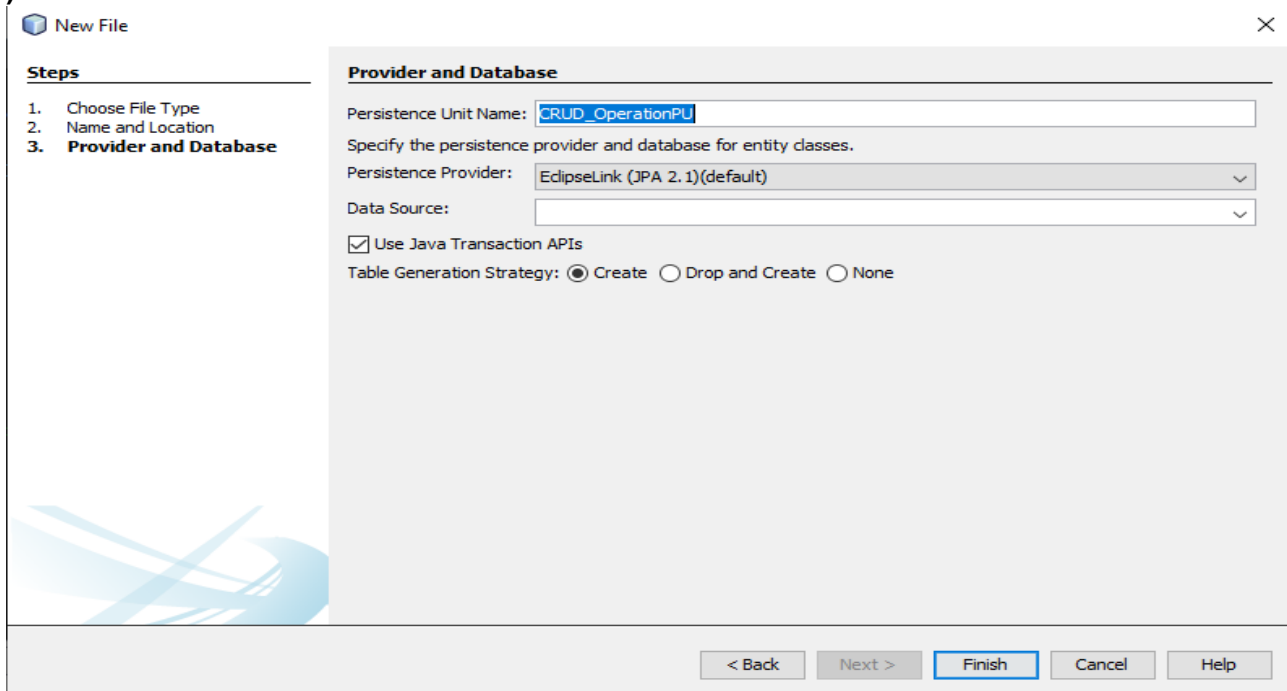 New File
Steps
1. Choose File Type
2. Name and Location
3. Provider and Database
Provider and Database
Persistence Unit Name: CRUD_OperationPU
Specify the persistence provider and database for entity classes.
Persistence Provider: EclipseLink (JPA 2.1)(default)
Data Source:
Use Java Transaction APIs
Table Generation Strategy: Create Drop and Create None
< Back Next > Finish Cancel Help